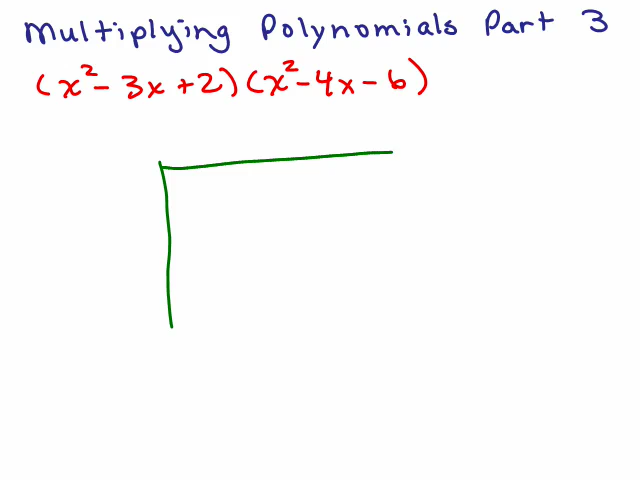 Multiplying Polynomials Part 3
(x² - 3x + 2)(x² - 4x - 6)